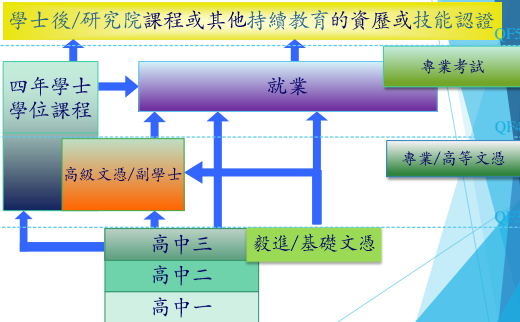 學士後/研究院課程或其他持續教育的資歷或技能認證
QF5
專業考試
四年學士
學位課程
就業
QF5
專業/高等文憑
高級文憑/副學士
高中三
毅進/基礎文憑
高中二
高中一